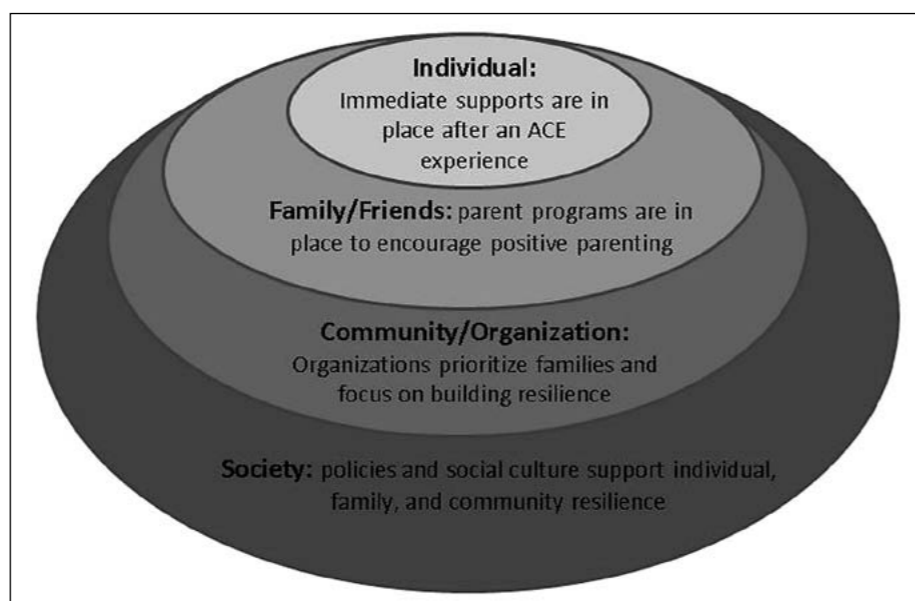 Individual:
Immediate supports are in
place after an ACE
experience
Family/Friends: parent programs are in
place to encourage positive parenting
Community/Organization:
Organizations prioritize families and
focus on building resilience
Society: policies and social culture support individual,
family, and community resilience